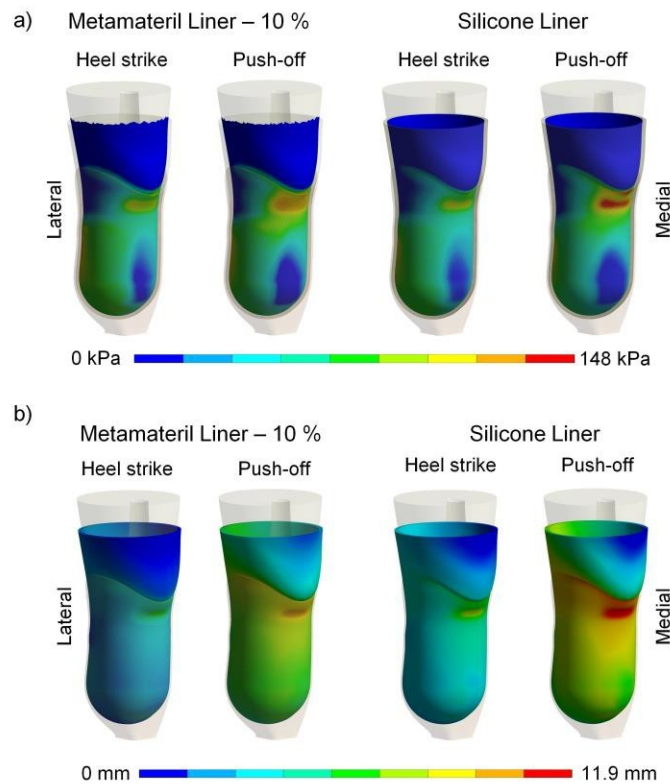 a)
Metamateril Liner – 10 %
Silicone Liner
Heel strike
Push-off
Heel strike
Push-off
Lateral
Medial
0 kPa
148 kPa
b)
Metamateril Liner – 10 %
Silicone Liner
Heel strike
Push-off
Heel strike
Push-off
Lateral
Medial
0 mm
11.9 mm